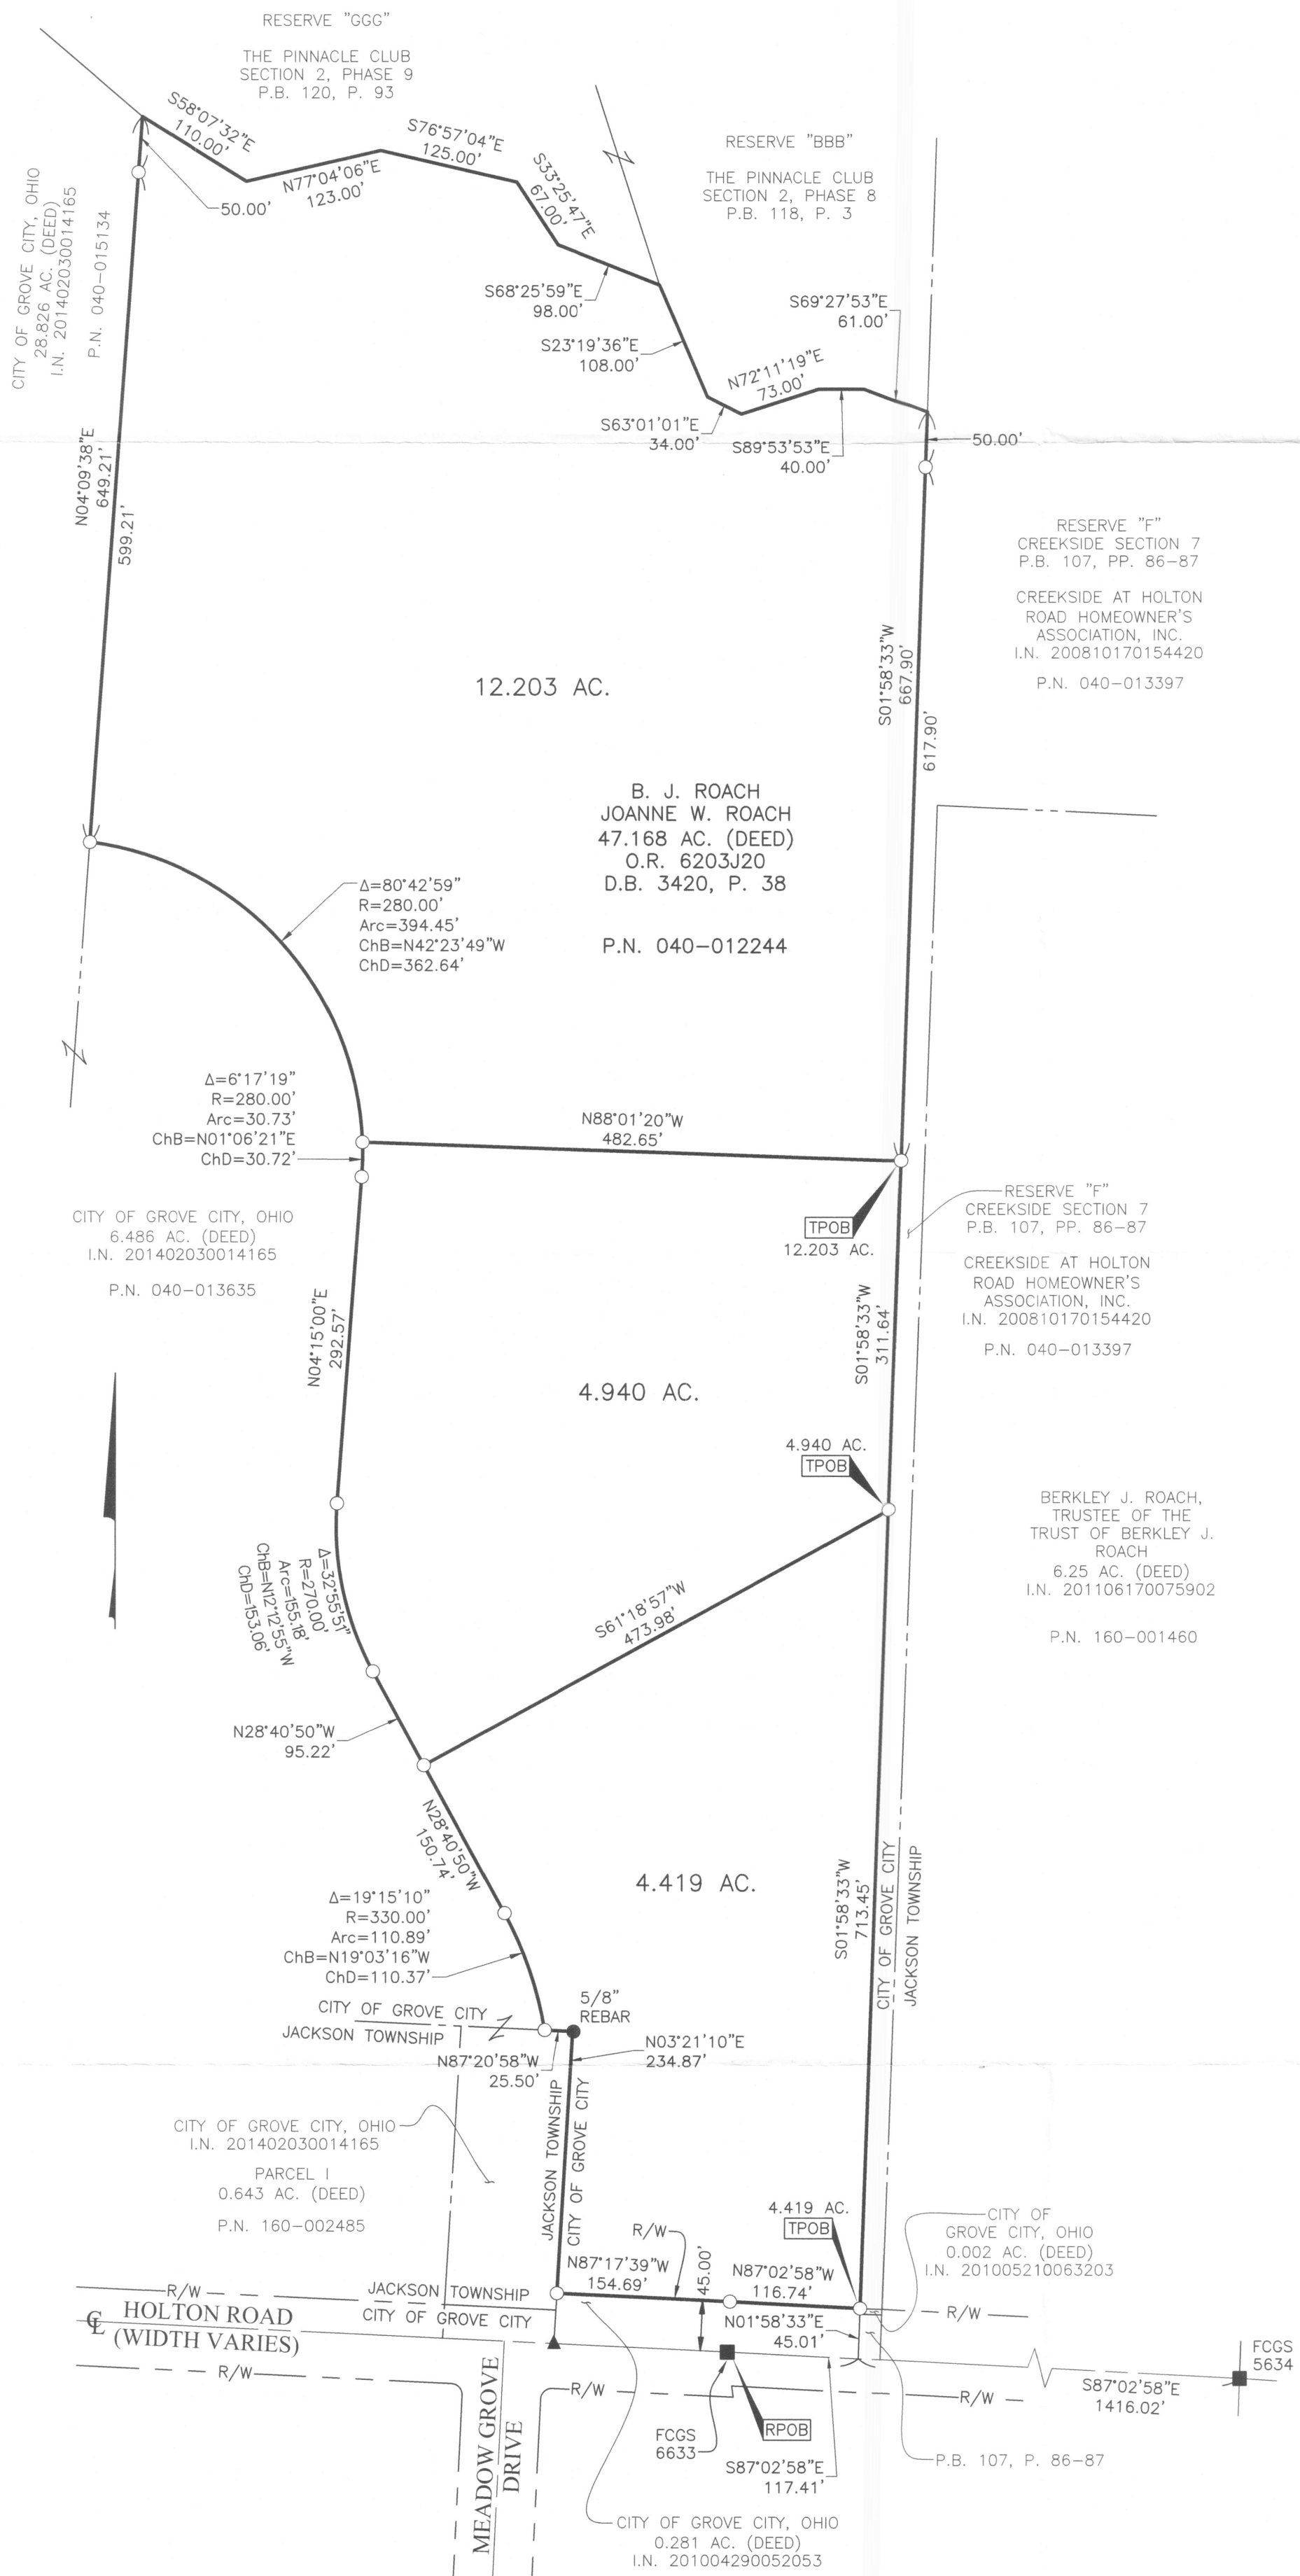 RESERVE "GGG"
THE PINNACLE CLUB
SECTION 2, PHASE 9
P.B. 120, P. 93
S58°07'32"E
110.00'
N77°04'06"E
123.00'
S76°57'04"E
125.00'
S33°25'47"E
67.00'
RESERVE "BBB"
THE PINNACLE CLUB
SECTION 2, PHASE 8
P.B. 118, P. 3
50.00'
CITY OF GROVE CITY, OHIO
28.826 AC. (DEED)
I.N. 201402030014165
P.N. 040-015134
S68°25'59"E
98.00'
S23°19'36"E
108.00'
S63°01'01"E
34.00'
N72°11'19"E
73.00'
S89°53'53"E
40.00'
S69°27'53"E
61.00'
50.00'
N04°09'38"E
649.21'
599.21'
RESERVE "F"
CREEKSIDE SECTION 7
P.B. 107, PP. 86-87
CREEKSIDE AT HOLTON
ROAD HOMEOWNER'S
ASSOCIATION, INC.
I.N. 200810170154420
P.N. 040-013397
S01°58'33"W
667.90'
617.90'
12.203 AC.
B. J. ROACH
JOANNE W. ROACH
47.168 AC. (DEED)
O.R. 6203J20
D.B. 3420, P. 38
P.N. 040-012244
Δ=80°42'59"
R=280.00'
Arc=394.45'
ChB=N42°23'49"W
ChD=362.64'
Δ=6°17'19"
R=280.00'
Arc=30.73'
ChB=N01°06'21"E
ChD=30.72'
N88°01'20"W
482.65'
TPOB
12.203 AC.
RESERVE "F"
CREEKSIDE SECTION 7
P.B. 107, PP. 86-87
CREEKSIDE AT HOLTON
ROAD HOMEOWNER'S
ASSOCIATION, INC.
I.N. 200810170154420
P.N. 040-013397
CITY OF GROVE CITY, OHIO
6.486 AC. (DEED)
I.N. 201402030014165
P.N. 040-013635
N04°15'00"E
292.57'
S01°58'33"W
311.64'
4.940 AC.
4.940 AC.
TPOB
BERKLEY J. ROACH,
TRUSTEE OF THE
TRUST OF BERKLEY J.
ROACH
6.25 AC. (DEED)
I.N. 201106170075902
P.N. 160-001460
Δ=32°55'51"
R=270.00'
Arc=155.18'
ChB=N12°12'55"W
ChD=153.06'
S61°18'57"W
473.98'
N28°40'50"W
95.22'
N28°40'50"W
150.74'
4.419 AC.
S01°58'33"W
713.45'
CITY OF GROVE CITY
JACKSON TOWNSHIP
Δ=19°15'10"
R=330.00'
Arc=110.89'
ChB=N19°03'16"W
ChD=110.37'
CITY OF GROVE CITY
JACKSON TOWNSHIP
5/8"
REBAR
N87°20'58"W
25.50'
N03°21'10"E
234.87'
JACKSON TOWNSHIP
CITY OF GROVE CITY
CITY OF GROVE CITY, OHIO
I.N. 201402030014165
PARCEL I
0.643 AC. (DEED)
P.N. 160-002485
4.419 AC.
TPOB
CITY OF
GROVE CITY, OHIO
0.002 AC. (DEED)
I.N. 201005210063203
R/W
N87°17'39"W
154.69'
45.00'
N87°02'58"W
116.74'
N01°58'33"E
45.01'
R/W
JACKSON TOWNSHIP
CITY OF GROVE CITY
R/W
℄ HOLTON ROAD
(WIDTH VARIES)
R/W
R/W
R/W
FCGS
5634
S87°02'58"E
1416.02'
FCGS
6633
RPOB
S87°02'58"E
117.41'
P.B. 107, P. 86-87
MEADOW GROVE
DRIVE
CITY OF GROVE CITY, OHIO
0.281 AC. (DEED)
I.N. 201004290052053